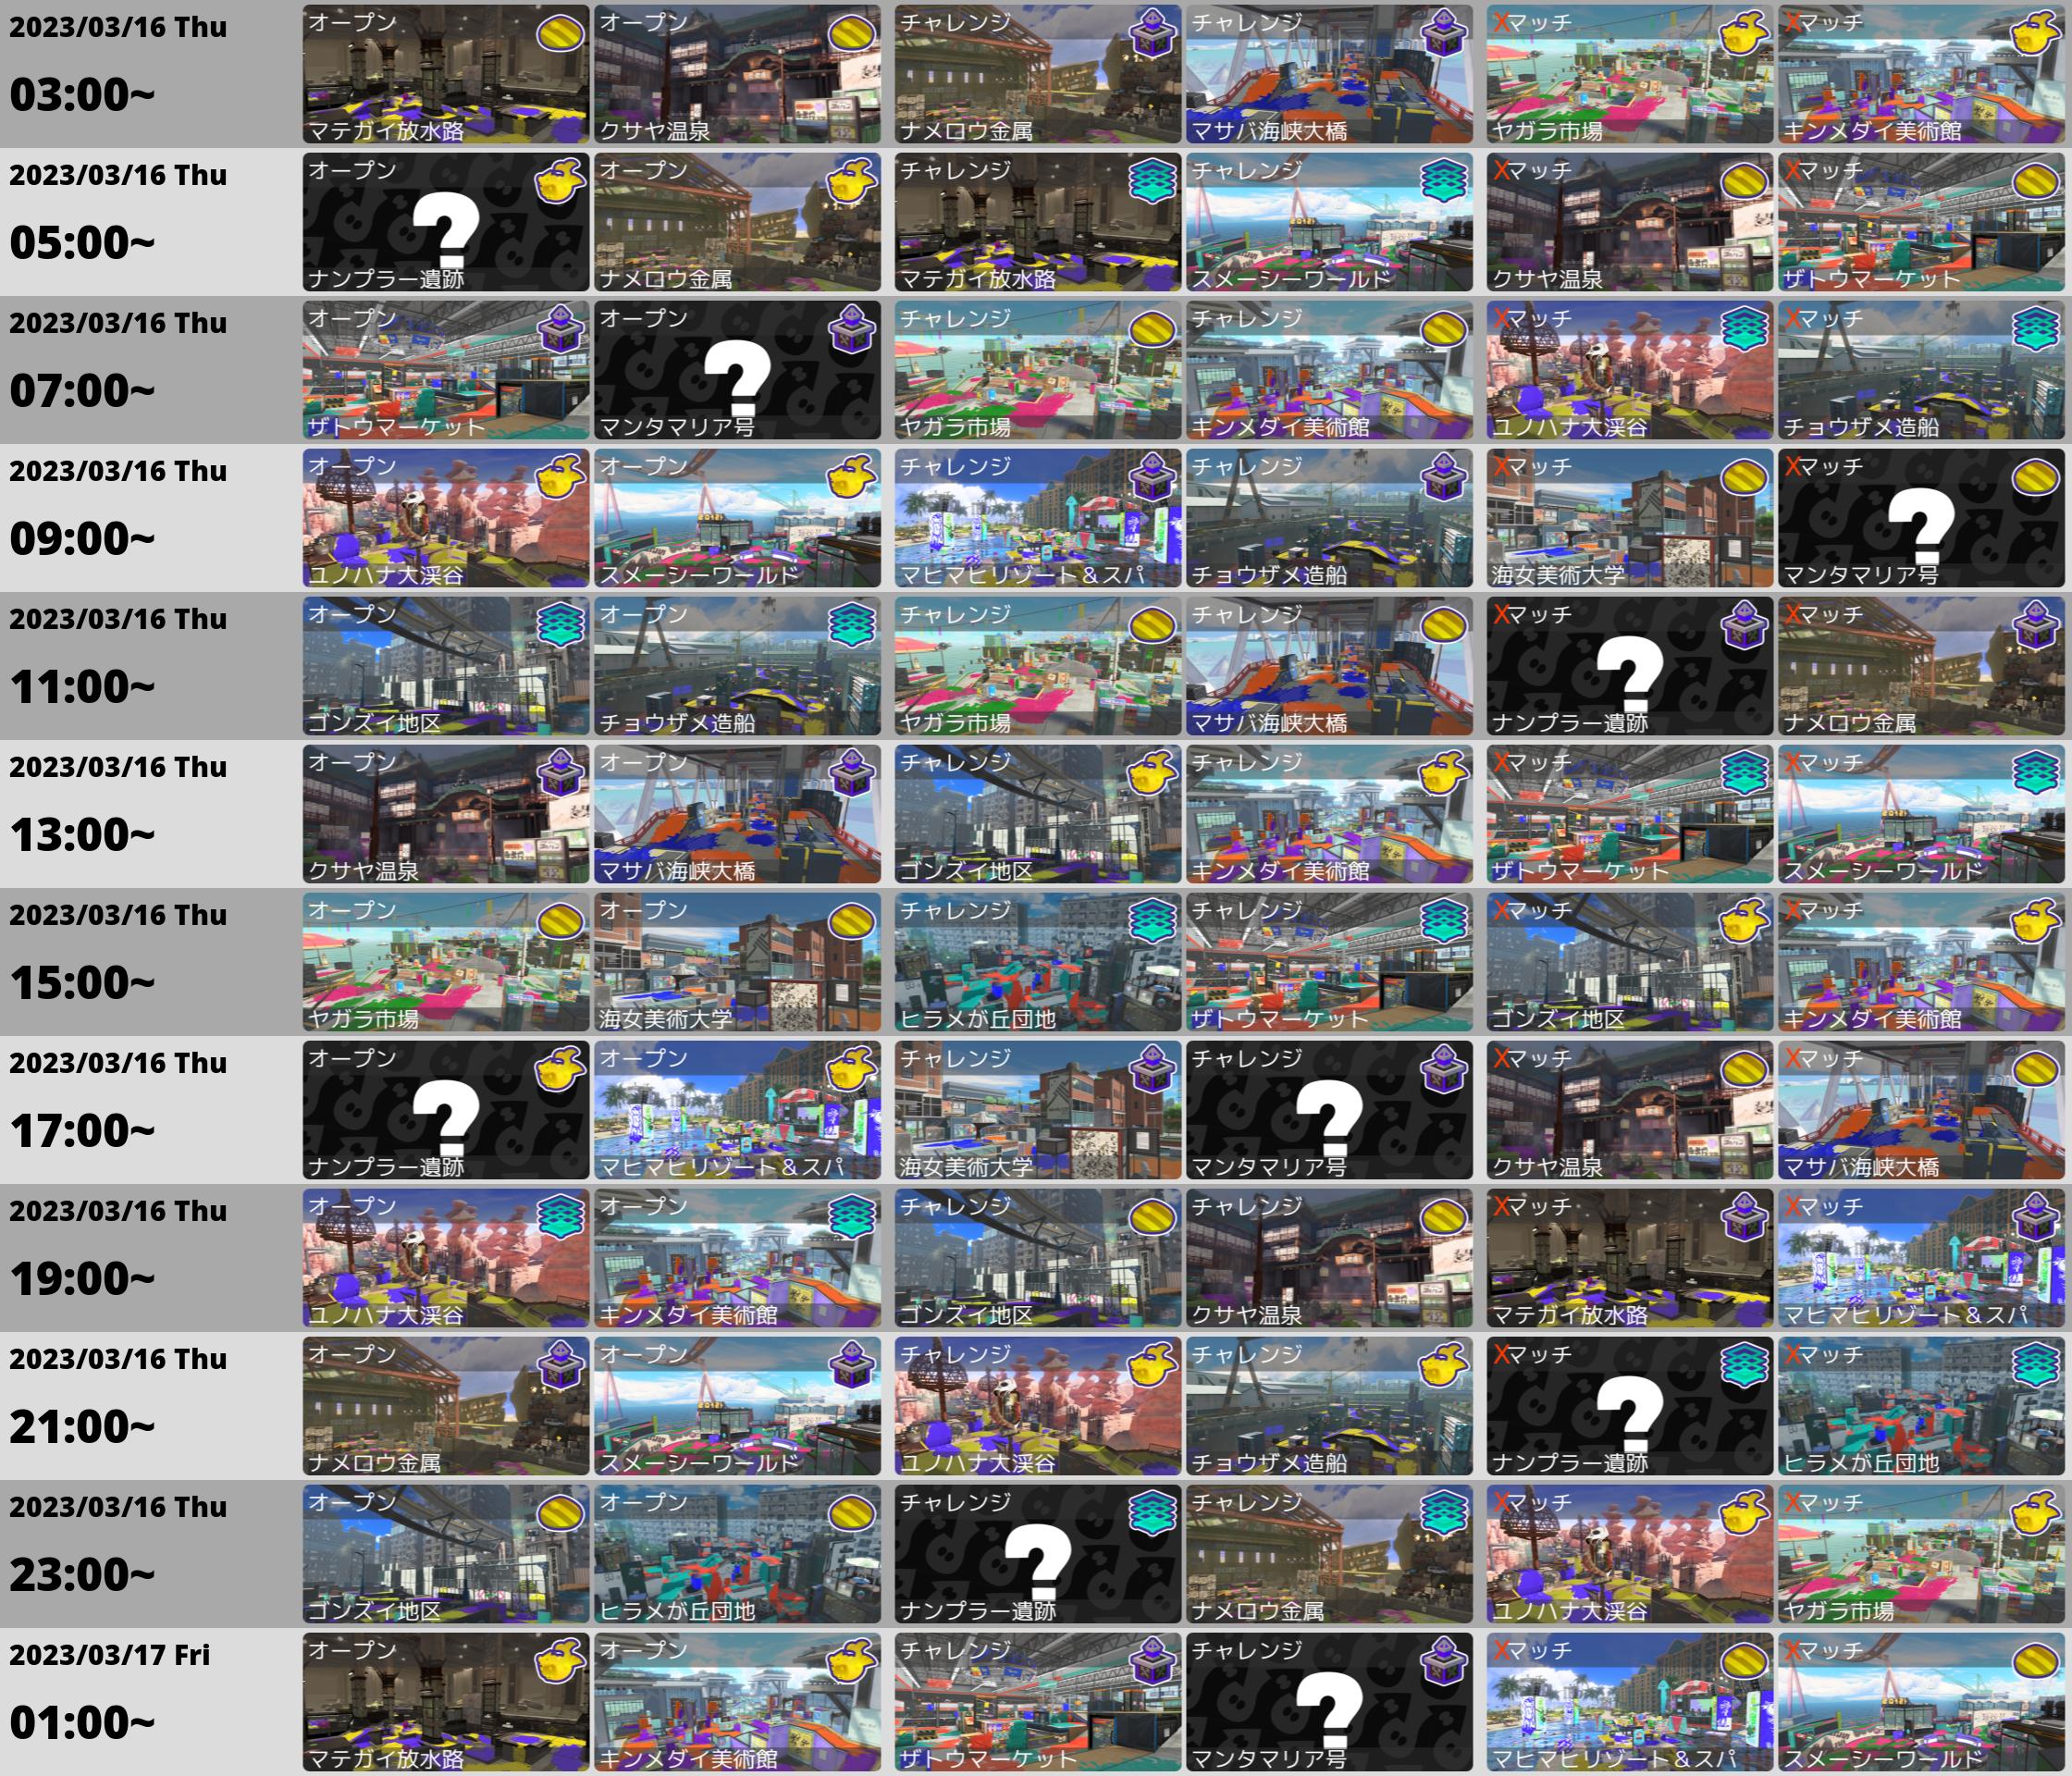 2023/03/16 Thu
03:00~
オープン オープン チャレンジ チャレンジ Xマッチ Xマッチ
マテガイ放水路 クサヤ温泉 ナメロウ金属 マサバ海峡大橋 ヤガラ市場 キンメダイ美術館
2023/03/16 Thu
05:00~
オープン オープン チャレンジ チャレンジ Xマッチ Xマッチ
ナンプラー遺跡 ナメロウ金属 マテガイ放水路 スメーシーワールド クサヤ温泉 ザトウマーケット
2023/03/16 Thu
07:00~
オープン オープン チャレンジ チャレンジ Xマッチ Xマッチ
ザトウマーケット マンタマリア号 ヤガラ市場 キンメダイ美術館 ユノハナ大渓谷 チョウザメ造船
2023/03/16 Thu
09:00~
オープン オープン チャレンジ チャレンジ Xマッチ Xマッチ
ユノハナ大渓谷 スメーシーワールド マヒマヒリゾート&スパ チョウザメ造船 海女美術大学 マンタマリア号
2023/03/16 Thu
11:00~
オープン オープン チャレンジ チャレンジ Xマッチ Xマッチ
ゴンズイ地区 チョウザメ造船 ヤガラ市場 マサバ海峡大橋 ナンプラー遺跡 ナメロウ金属
2023/03/16 Thu
13:00~
オープン オープン チャレンジ チャレンジ Xマッチ Xマッチ
クサヤ温泉 マサバ海峡大橋 ゴンズイ地区 キンメダイ美術館 ザトウマーケット スメーシーワールド
2023/03/16 Thu
15:00~
オープン オープン チャレンジ チャレンジ Xマッチ Xマッチ
ヤガラ市場 海女美術大学 ヒラメが丘団地 ザトウマーケット ゴンズイ地区 キンメダイ美術館
2023/03/16 Thu
17:00~
オープン オープン チャレンジ チャレンジ Xマッチ Xマッチ
ナンプラー遺跡 マヒマヒリゾート&スパ 海女美術大学 マンタマリア号 クサヤ温泉 マサバ海峡大橋
2023/03/16 Thu
19:00~
オープン オープン チャレンジ チャレンジ Xマッチ Xマッチ
ユノハナ大渓谷 キンメダイ美術館 ゴンズイ地区 クサヤ温泉 マテガイ放水路 マヒマヒリゾート&スパ
2023/03/16 Thu
21:00~
オープン オープン チャレンジ チャレンジ Xマッチ Xマッチ
ナメロウ金属 スメーシーワールド ユノハナ大渓谷 チョウザメ造船 ナンプラー遺跡 ヒラメが丘団地
2023/03/16 Thu
23:00~
オープン オープン チャレンジ チャレンジ Xマッチ Xマッチ
ゴンズイ地区 ヒラメが丘団地 ナンプラー遺跡 ナメロウ金属 ユノハナ大渓谷 ヤガラ市場
2023/03/17 Fri
01:00~
オープン オープン チャレンジ チャレンジ Xマッチ Xマッチ
マテガイ放水路 キンメダイ美術館 ザトウマーケット マンタマリア号 マヒマヒリゾート&スパ スメーシーワールド